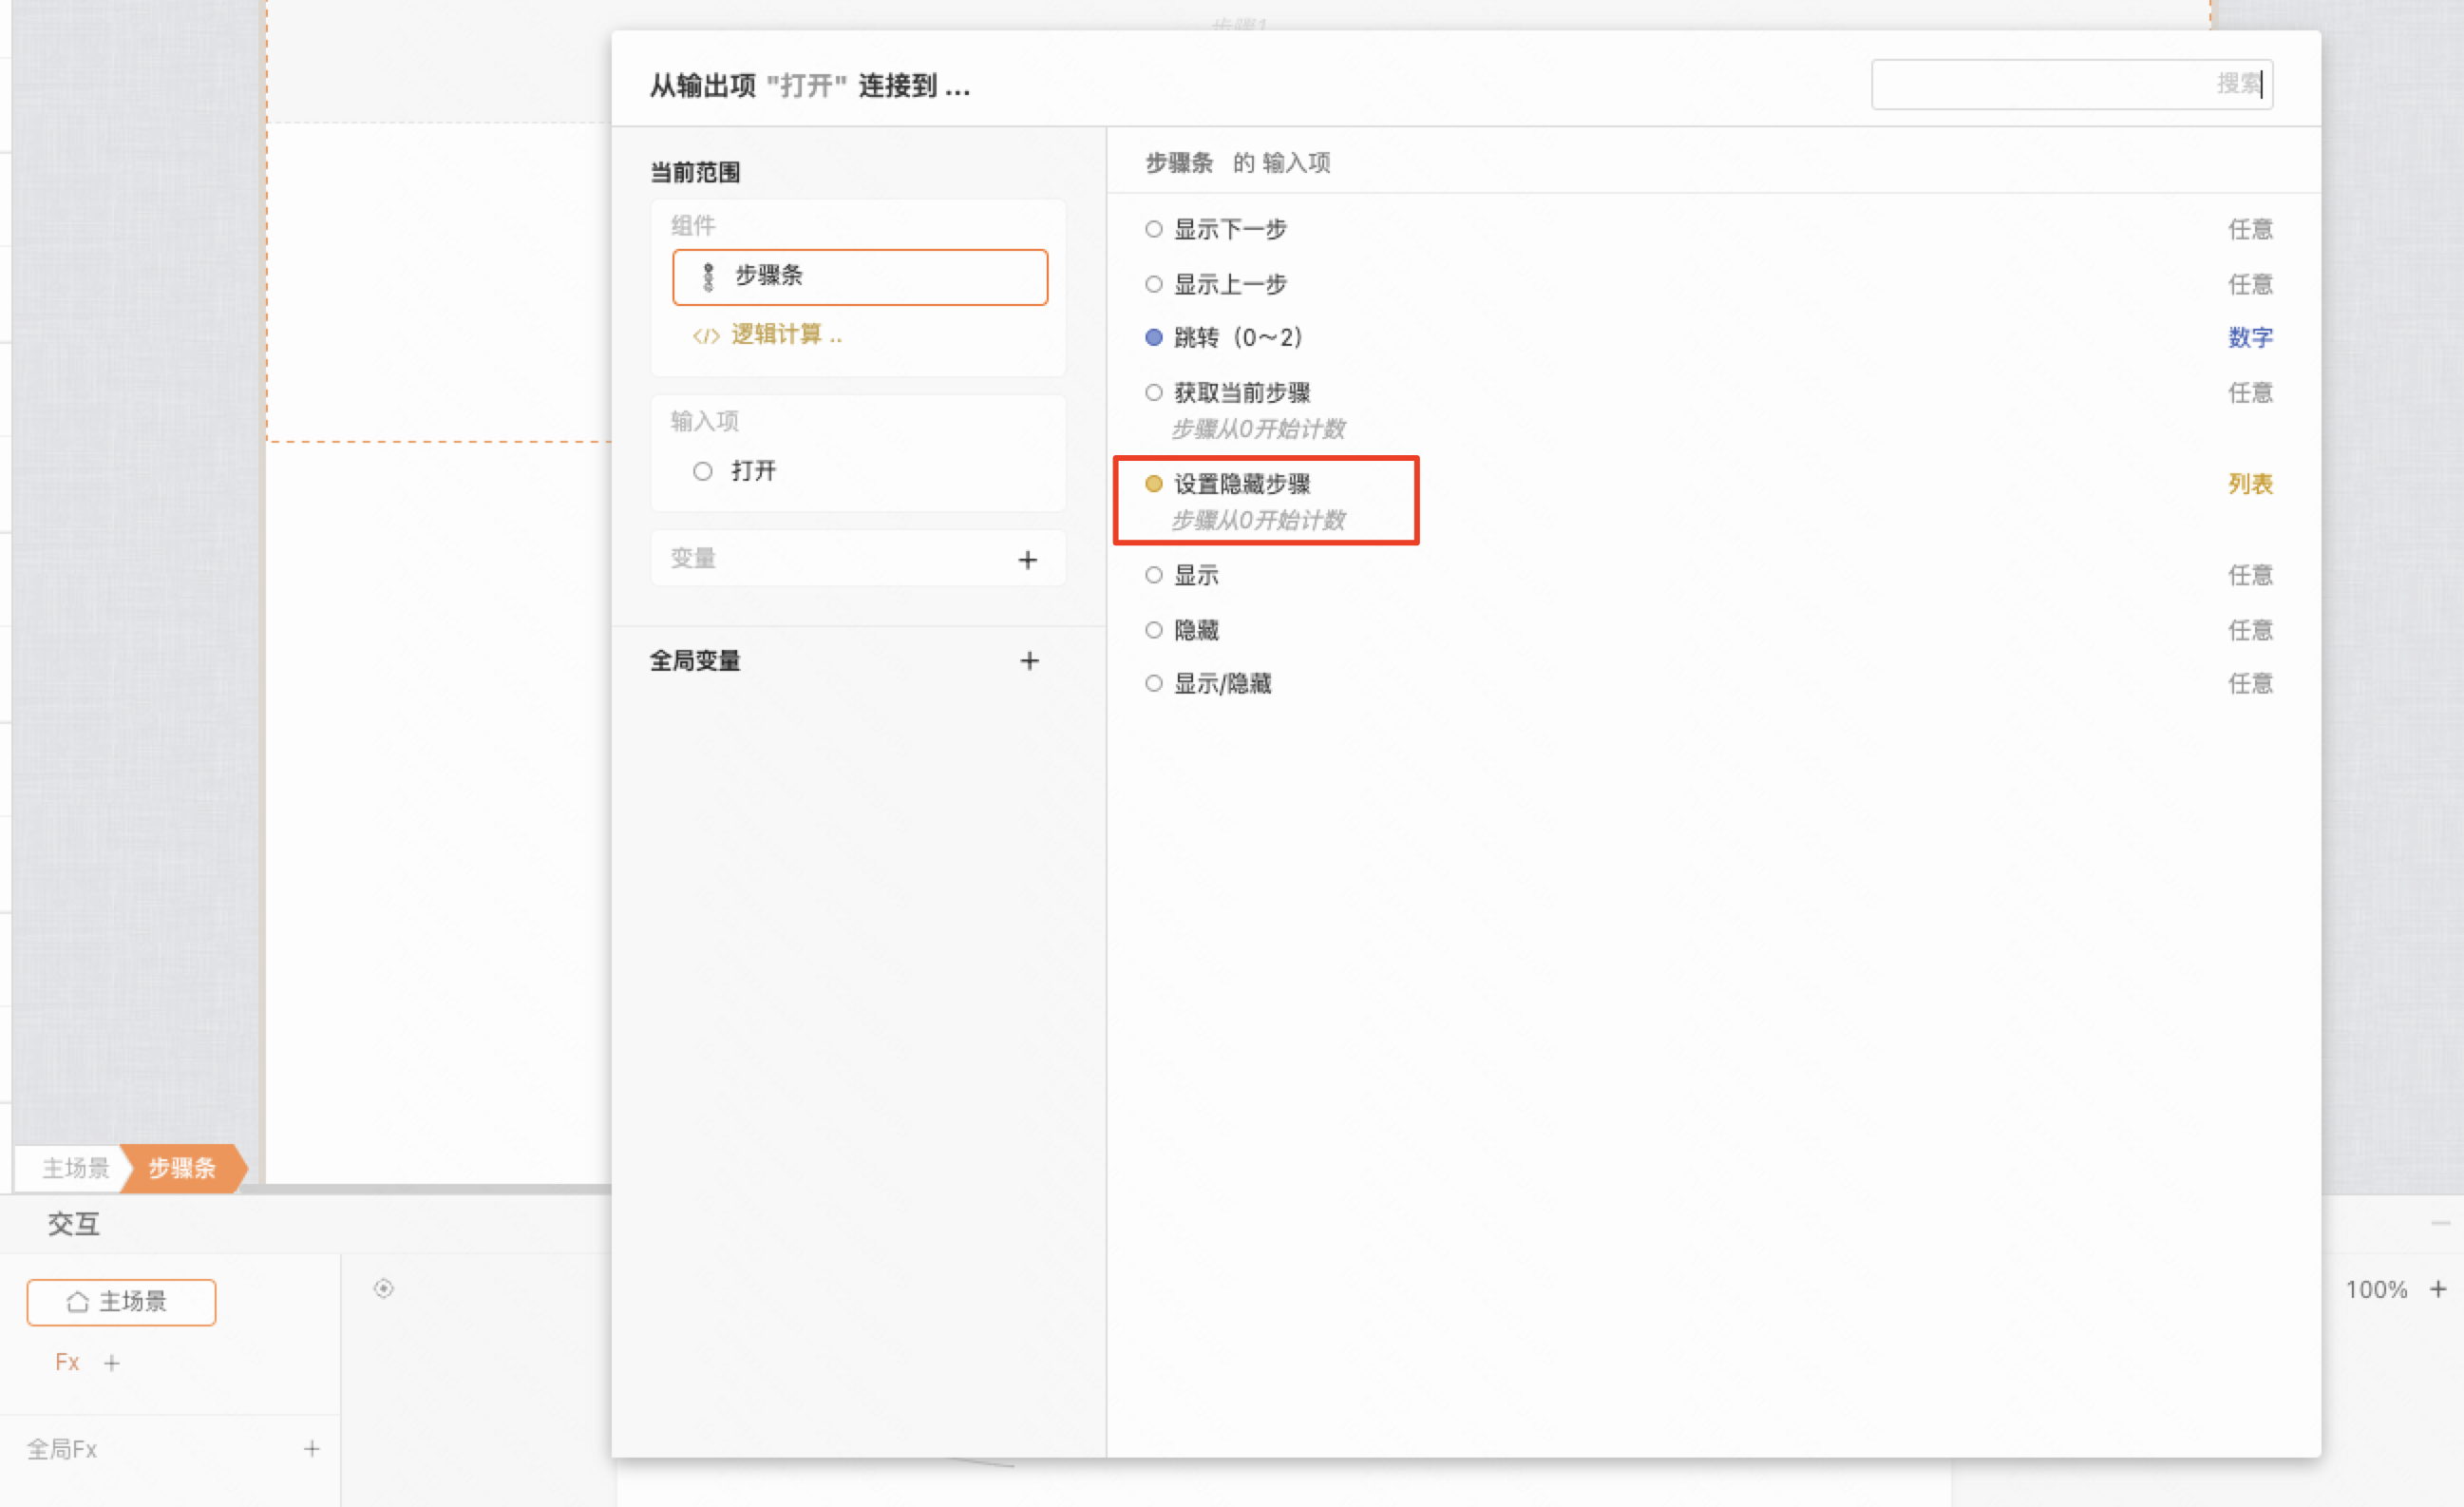 步骤1
从输出项 "打开" 连接到 ...
搜索
当前范围
组件
步骤条
</> 逻辑计算 ..
输入项
打开
变量 +
全局变量 +
步骤条 的 输入项
显示下一步 任意
显示上一步 任意
跳转（0～2） 数字
获取当前步骤 任意
步骤从0开始计数
设置隐藏步骤 列表
步骤从0开始计数
显示 任意
隐藏 任意
显示/隐藏 任意
主场景 步骤条
交互
主场景
Fx +
全局Fx +
100% +